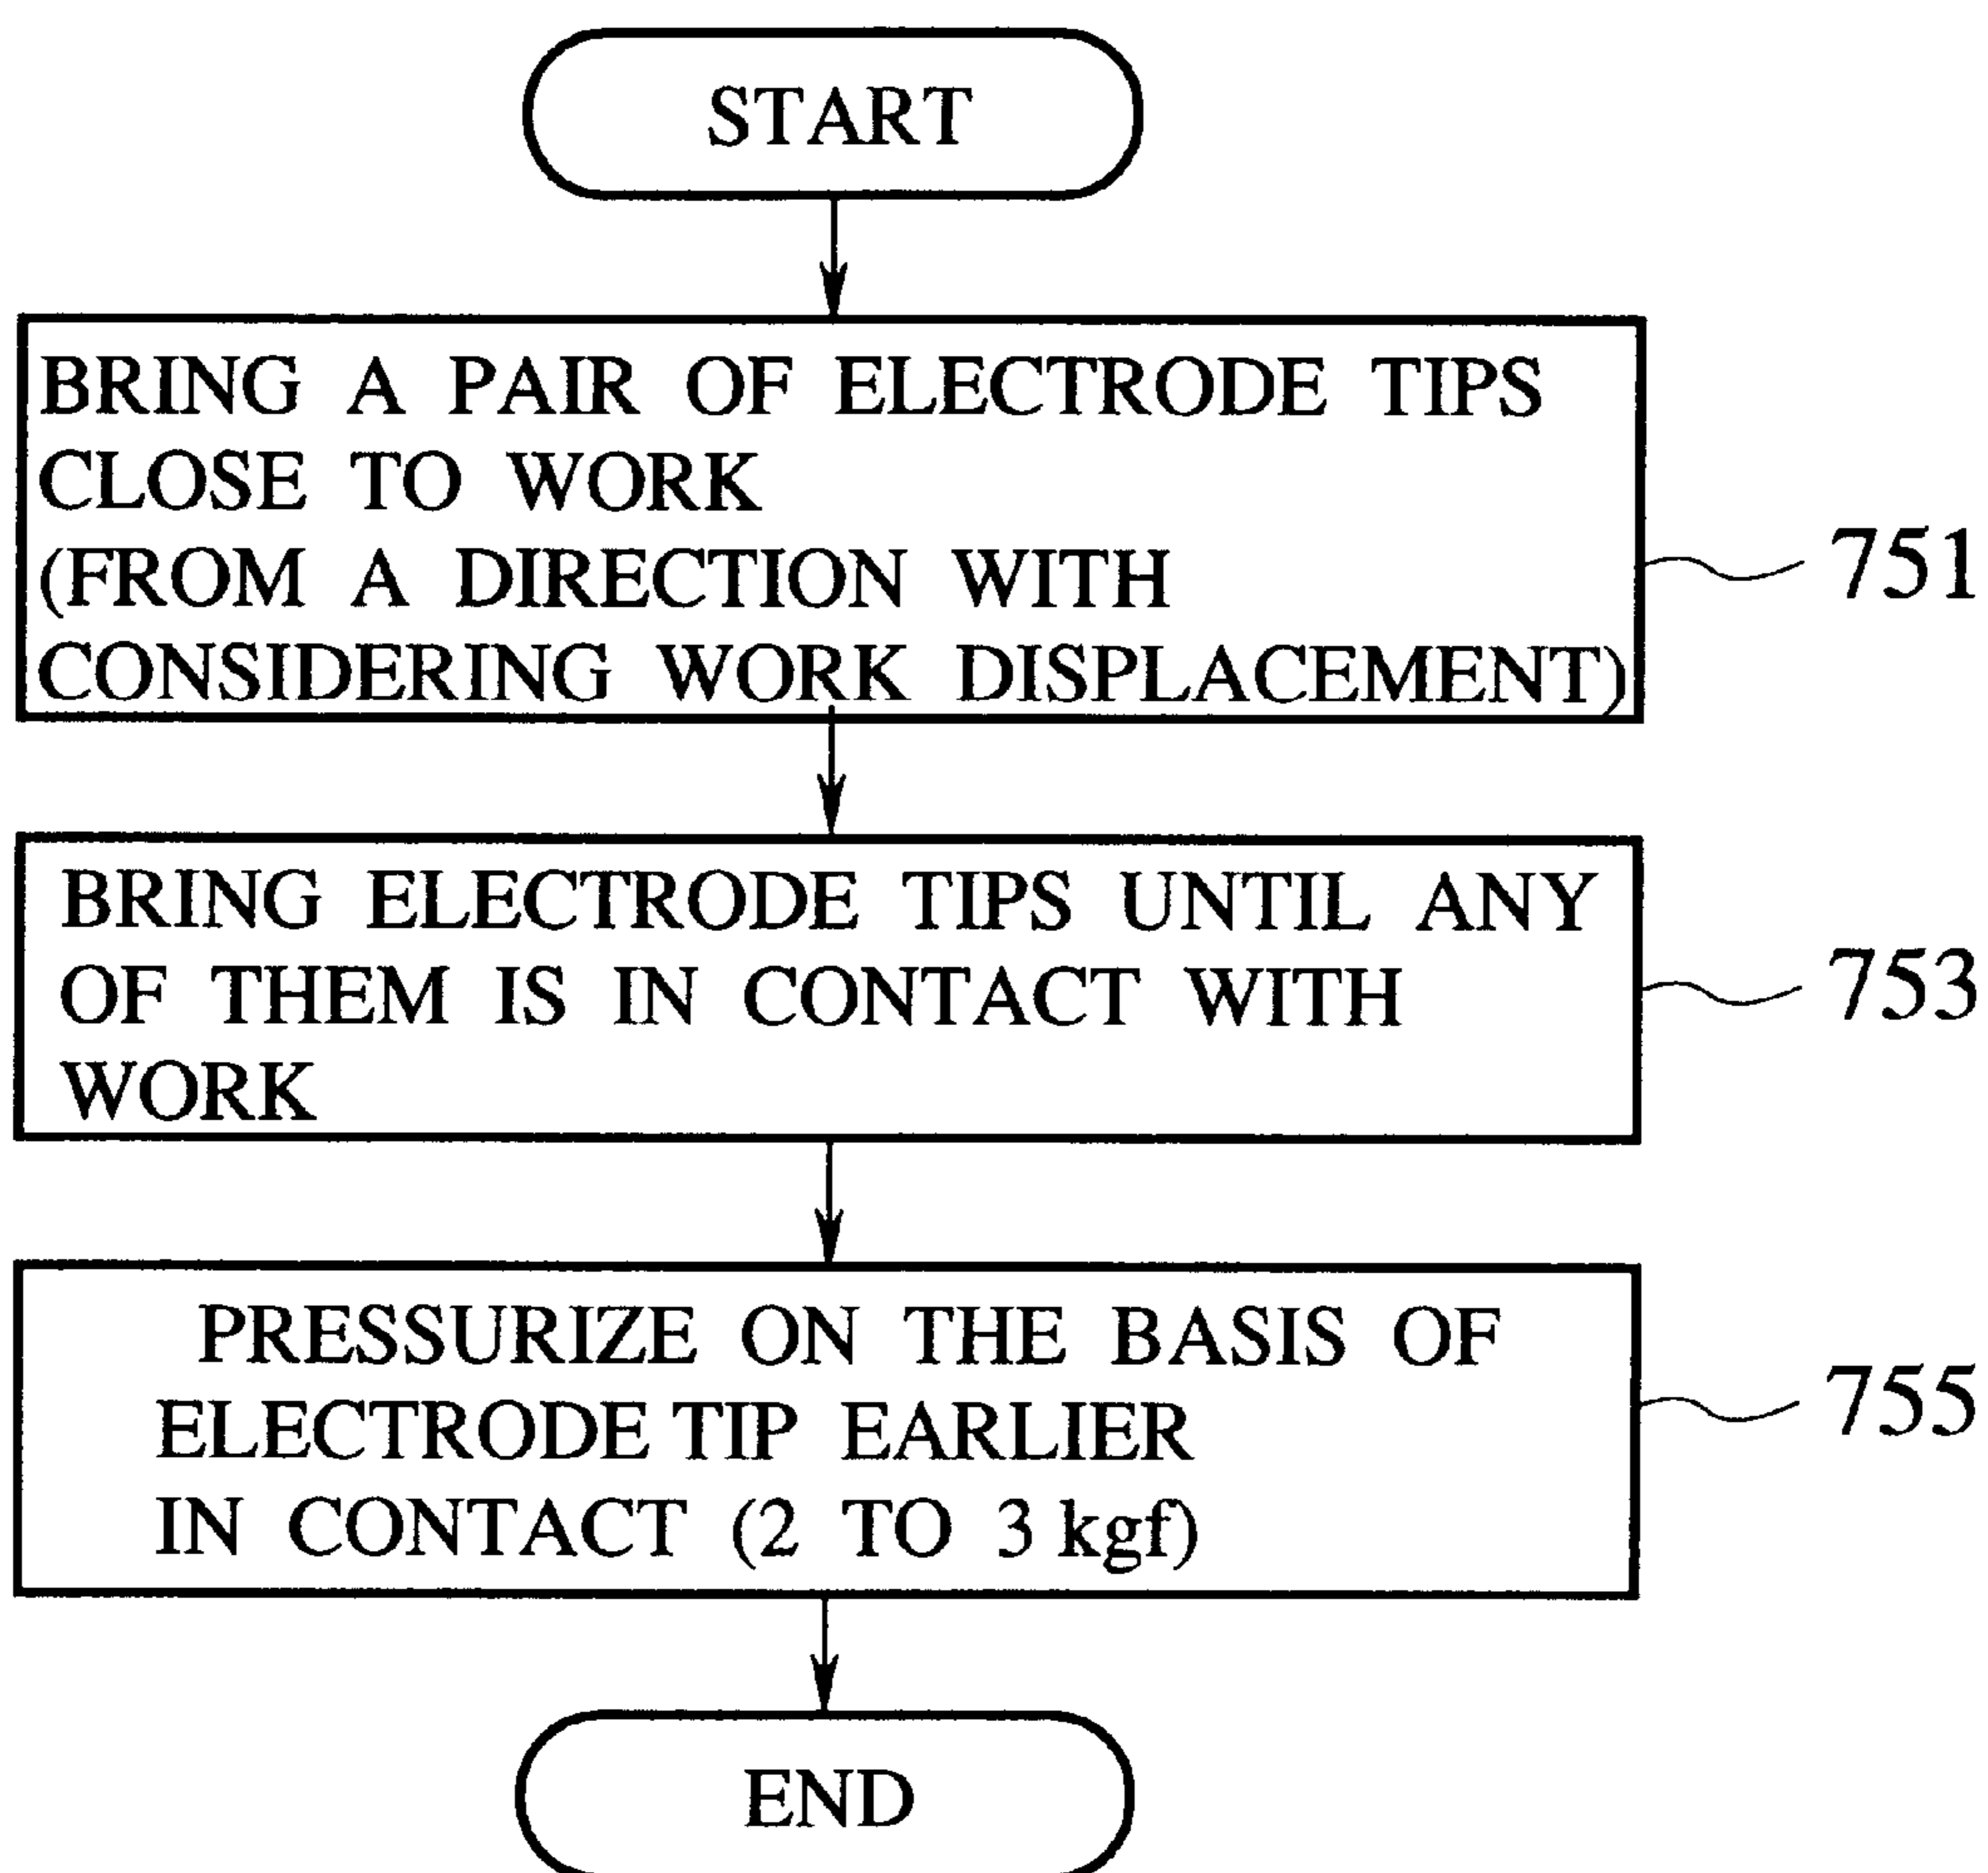 START
BRING A PAIR OF ELECTRODE TIPS
CLOSE TO WORK
(FROM A DIRECTION WITH
CONSIDERING WORK DISPLACEMENT)
751
BRING ELECTRODE TIPS UNTIL ANY
OF THEM IS IN CONTACT WITH
WORK
753
PRESSURIZE ON THE BASIS OF
ELECTRODE TIP EARLIER
IN CONTACT (2 TO 3 kgf)
755
END